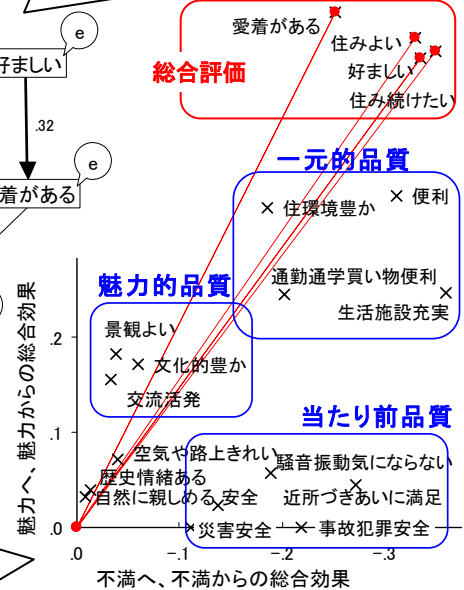 e
好ましい
.32
e
着がある
総合評価
愛着がある
住みよい
好ましい
住み続けたい
一元的品質
住環境豊か
便利
通勤通学買い物便利
生活施設充実
魅力的品質
景観よい
文化的豊か
交流活発
当たり前品質
空気や路上きれい
騒音振動気にならない
歴史情緒ある
自然に親しめる
安全
近所づきあいに満足
災害安全
事故犯罪安全
魅力へ、魅力からの総合効果
.2
.1
.0
.0
-.1
-.2
-.3
不満へ、不満からの総合効果